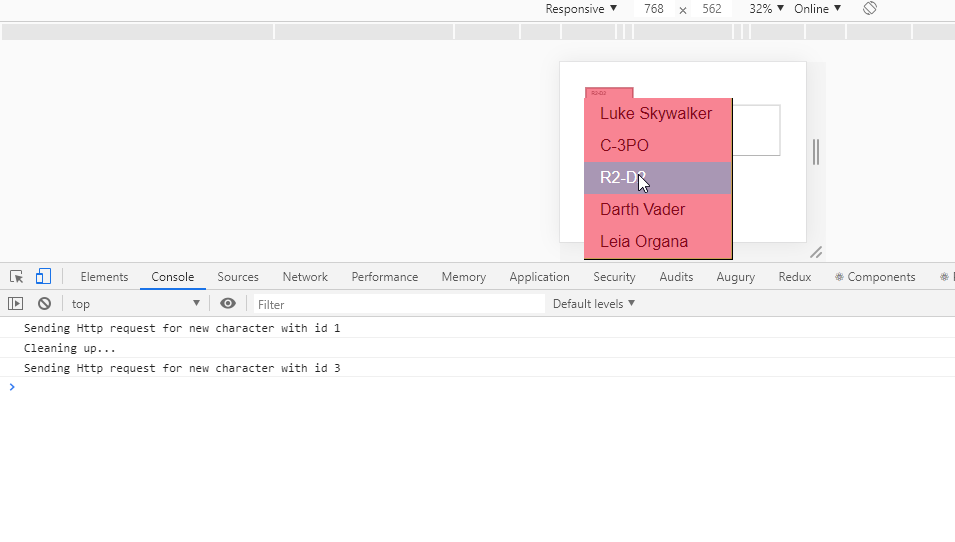 Responsive ▼ 768 × 562 32% ▼ Online ▼
R2-D2
Luke Skywalker
C-3PO
R2-D2
Darth Vader
Leia Organa
Elements Console Sources Network Performance Memory Application Security Audits Augury Redux Components
top ▼ Filter Default levels ▼
Sending Http request for new character with id 1
Cleaning up...
Sending Http request for new character with id 3
>